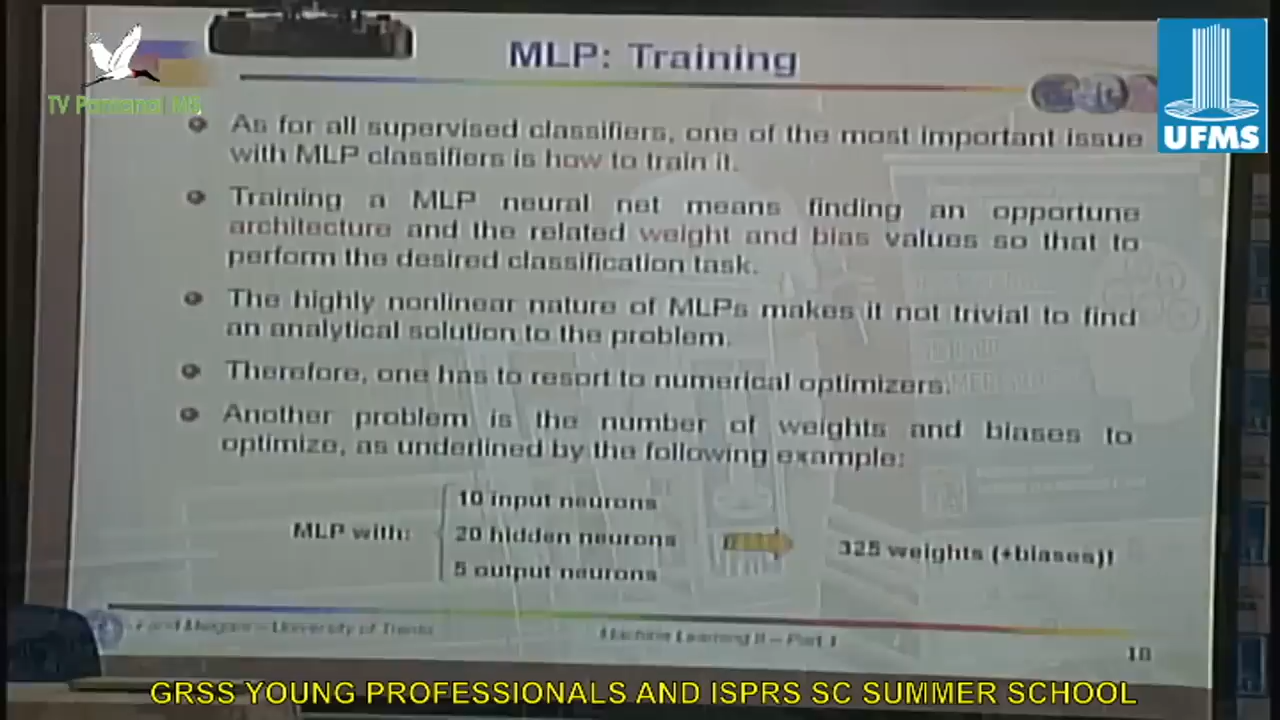 MLP: Training
TV Pantanal MS
UFMS
As for all supervised classifiers, one of the most important issue
with MLP classifiers is how to train it.
Training a MLP neural net means finding an opportune
architecture and the related weight and bias values so that to
perform the desired classification task.
The highly nonlinear nature of MLPs makes it not trivial to find
an analytical solution to the problem.
Therefore, one has to resort to numerical optimizers.
Another problem is the number of weights and biases to
optimize, as underlined by the following example:
10 input neurons
MLP with: 20 hidden neurons
325 weights (+biases)!
5 output neurons
Farid Melgani – University of Trento
Machine Learning II – Part 1
18
GRSS YOUNG PROFESSIONALS AND ISPRS SC SUMMER SCHOOL